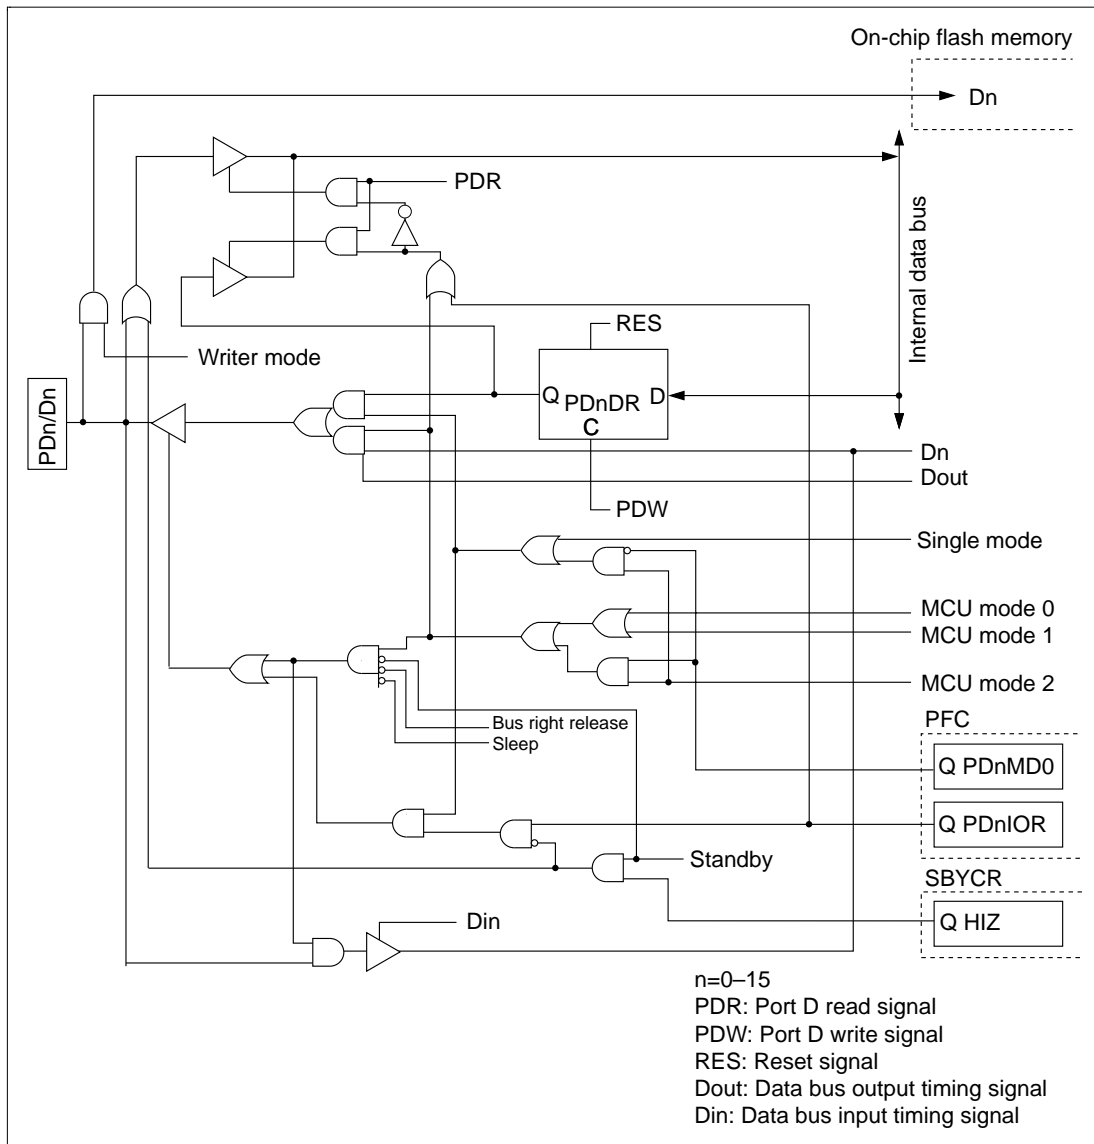 On-chip flash memory
Dn
PDR
Internal data bus
RES
Writer mode
Q PDnDR D
C
PDn/Dn
Dn
Dout
PDW
Single mode
MCU mode 0
MCU mode 1
MCU mode 2
Bus right release
Sleep
PFC
Q PDnMD0
Q PDnIOR
Standby
SBYCR
Q HIZ
Din
n=0–15
PDR: Port D read signal
PDW: Port D write signal
RES: Reset signal
Dout: Data bus output timing signal
Din: Data bus input timing signal